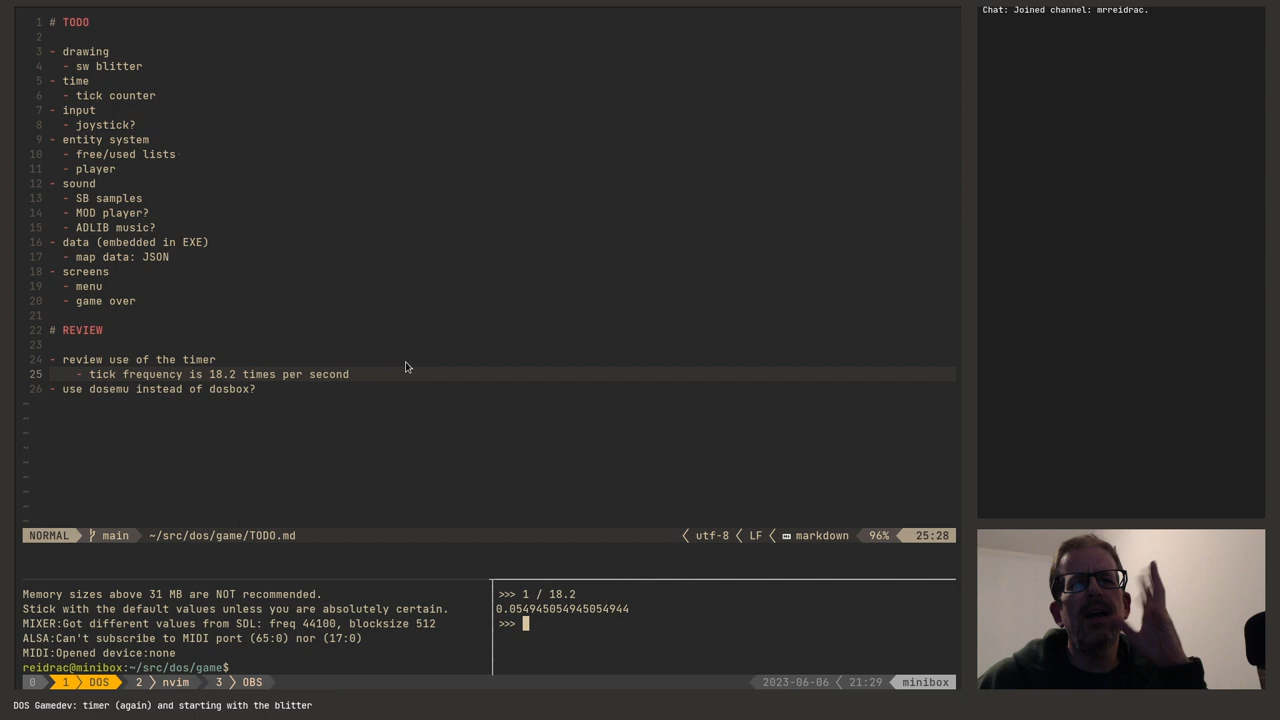 Chat: Joined channel: mrreidrac.
1 # TODO
2
3 - drawing
4 - sw blitter
5 - time
6 - tick counter
7 - input
8 - joystick?
9 - entity system
10 - free/used lists·
11 - player
12 - sound
13 - SB samples
14 - MOD player?
15 - ADLIB music?
16 - data (embedded in EXE)
17 - map data: JSON
18 - screens
19 - menu
20 - game over
21
22 # REVIEW
23
24 - review use of the timer
25 - tick frequency is 18.2 times per second
26 - use dosemu instead of dosbox?
~
~
~
~
~
~
~
~
~
NORMAL main ~/src/dos/game/TODO.md utf-8 LF markdown 96% 25:28
Memory sizes above 31 MB are NOT recommended.
Stick with the default values unless you are absolutely certain.
MIXER:Got different values from SDL: freq 44100, blocksize 512
ALSA:Can't subscribe to MIDI port (65:0) nor (17:0)
MIDI:Opened device:none
reidrac@minibox:~/src/dos/game$
>>> 1 / 18.2
0.054945054945054944
>>>
0 1 DOS 2 nvim 3 OBS 2023-06-06 21:29 minibox
DOS Gamedev: timer (again) and starting with the blitter